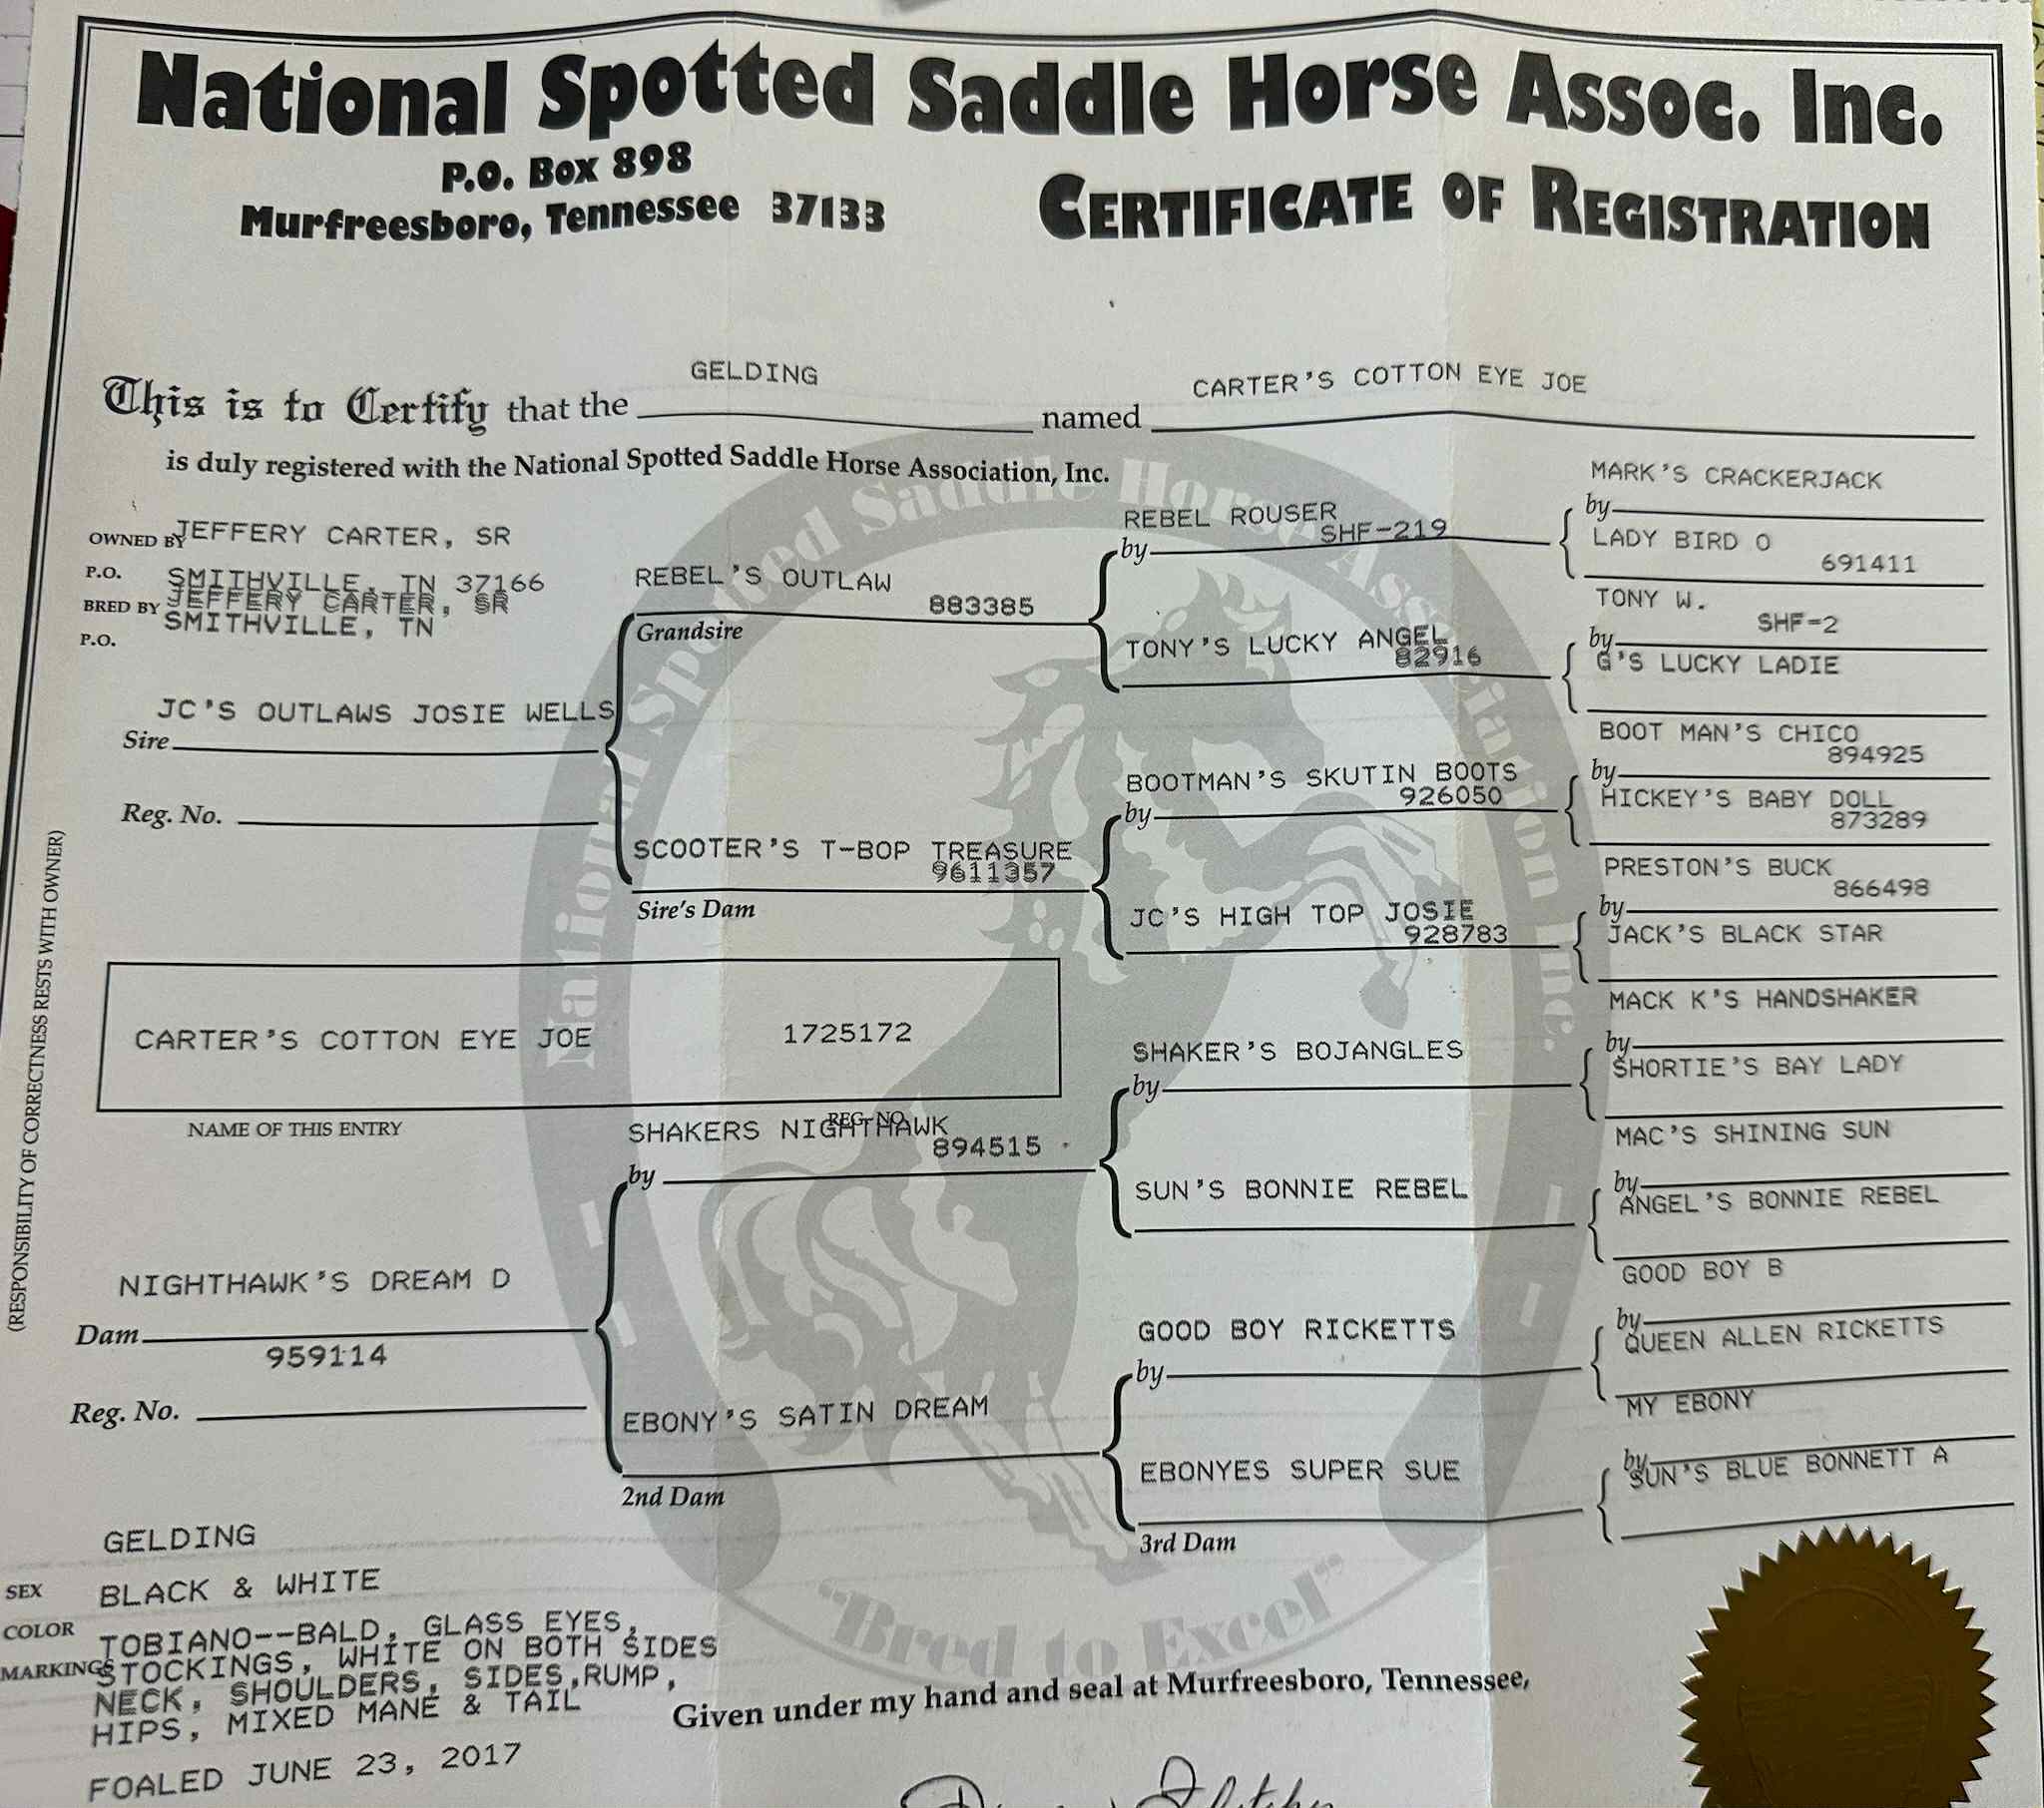 National Spotted Saddle Horse Assoc. Inc.
P.O. Box 898
Murfreesboro, Tennessee 37133
CERTIFICATE OF REGISTRATION
This is to Certify that the GELDING named CARTER'S COTTON EYE JOE
is duly registered with the National Spotted Saddle Horse Association, Inc.
OWNED BY JEFFERY CARTER, SR
P.O. SMITHVILLE, TN 37166
BRED BY JEFFERY CARTER, SR
P.O. SMITHVILLE, TN
JC'S OUTLAWS JOSIE WELLS
Sire
Reg. No.
REBEL'S OUTLAW
883385
Grandsire
SCOOTER'S T-BOP TREASURE
9611357
Sire's Dam
REBEL ROUSER
SHF-219
by
TONY'S LUCKY ANGEL
82916
BOOTMAN'S SKUTIN BOOTS
926050
by
JC'S HIGH TOP JOSIE
928783
MARK'S CRACKERJACK
by
LADY BIRD O
691411
TONY W.
SHF-2
by
G'S LUCKY LADIE
BOOT MAN'S CHICO
894925
by
HICKEY'S BABY DOLL
873289
PRESTON'S BUCK
866498
by
JACK'S BLACK STAR
(RESPONSIBILITY OF CORRECTNESS RESTS WITH OWNER)
CARTER'S COTTON EYE JOE 1725172
NAME OF THIS ENTRY
REG. NO.
NIGHTHAWK'S DREAM D
Dam
959114
Reg. No.
SHAKERS NIGHTHAWK
894515
by
EBONY'S SATIN DREAM
2nd Dam
SHAKER'S BOJANGLES
by
SUN'S BONNIE REBEL
GOOD BOY RICKETTS
by
EBONYES SUPER SUE
3rd Dam
MACK K'S HANDSHAKER
by
SHORTIE'S BAY LADY
MAC'S SHINING SUN
by
ANGEL'S BONNIE REBEL
GOOD BOY B
by
QUEEN ALLEN RICKETTS
MY EBONY
by
SUN'S BLUE BONNETT A
GELDING
SEX
BLACK & WHITE
COLOR
TOBIANO--BALD, GLASS EYES,
MARKINGS STOCKINGS, WHITE ON BOTH SIDES
NECK, SHOULDERS, SIDES,RUMP,
HIPS, MIXED MANE & TAIL
FOALED JUNE 23, 2017
National Spotted Saddle Horse Association Inc.
"Bred to Excel"
Given under my hand and seal at Murfreesboro, Tennessee,